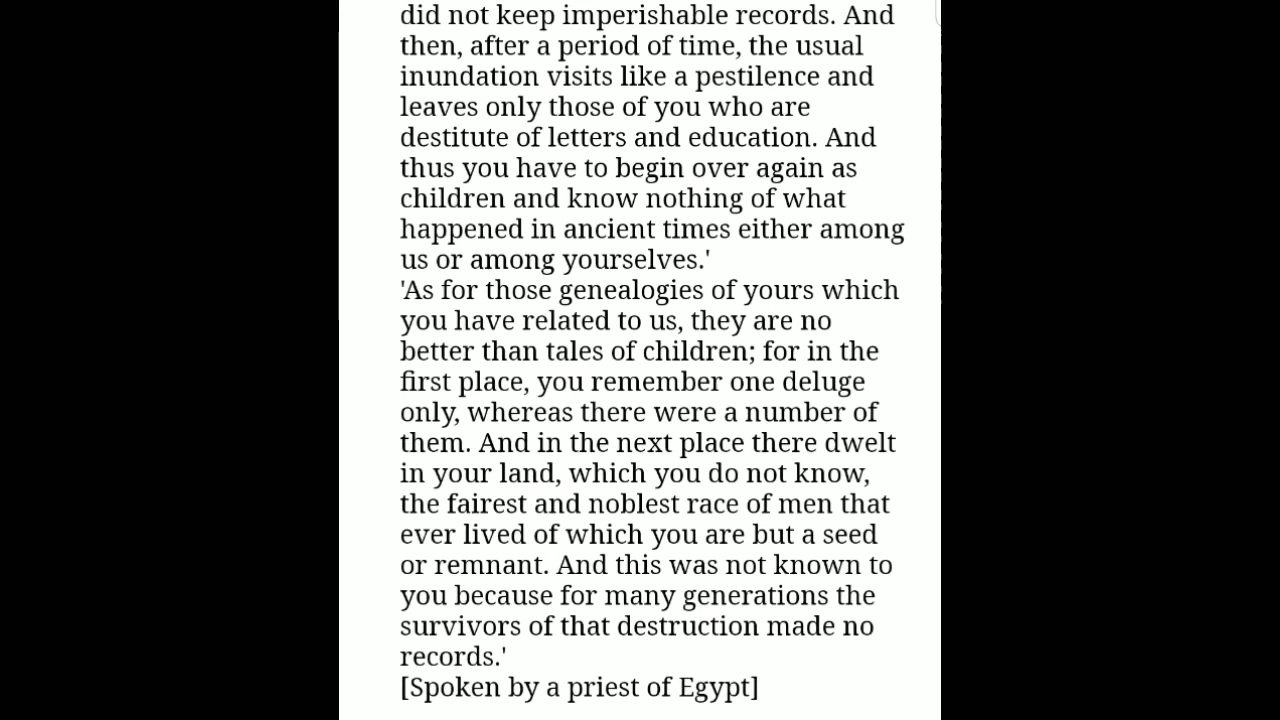 did not keep imperishable records. And
then, after a period of time, the usual
inundation visits like a pestilence and
leaves only those of you who are
destitute of letters and education. And
thus you have to begin over again as
children and know nothing of what
happened in ancient times either among
us or among yourselves.'
'As for those genealogies of yours which
you have related to us, they are no
better than tales of children; for in the
first place, you remember one deluge
only, whereas there were a number of
them. And in the next place there dwelt
in your land, which you do not know,
the fairest and noblest race of men that
ever lived of which you are but a seed
or remnant. And this was not known to
you because for many generations the
survivors of that destruction made no
records.'
[Spoken by a priest of Egypt]